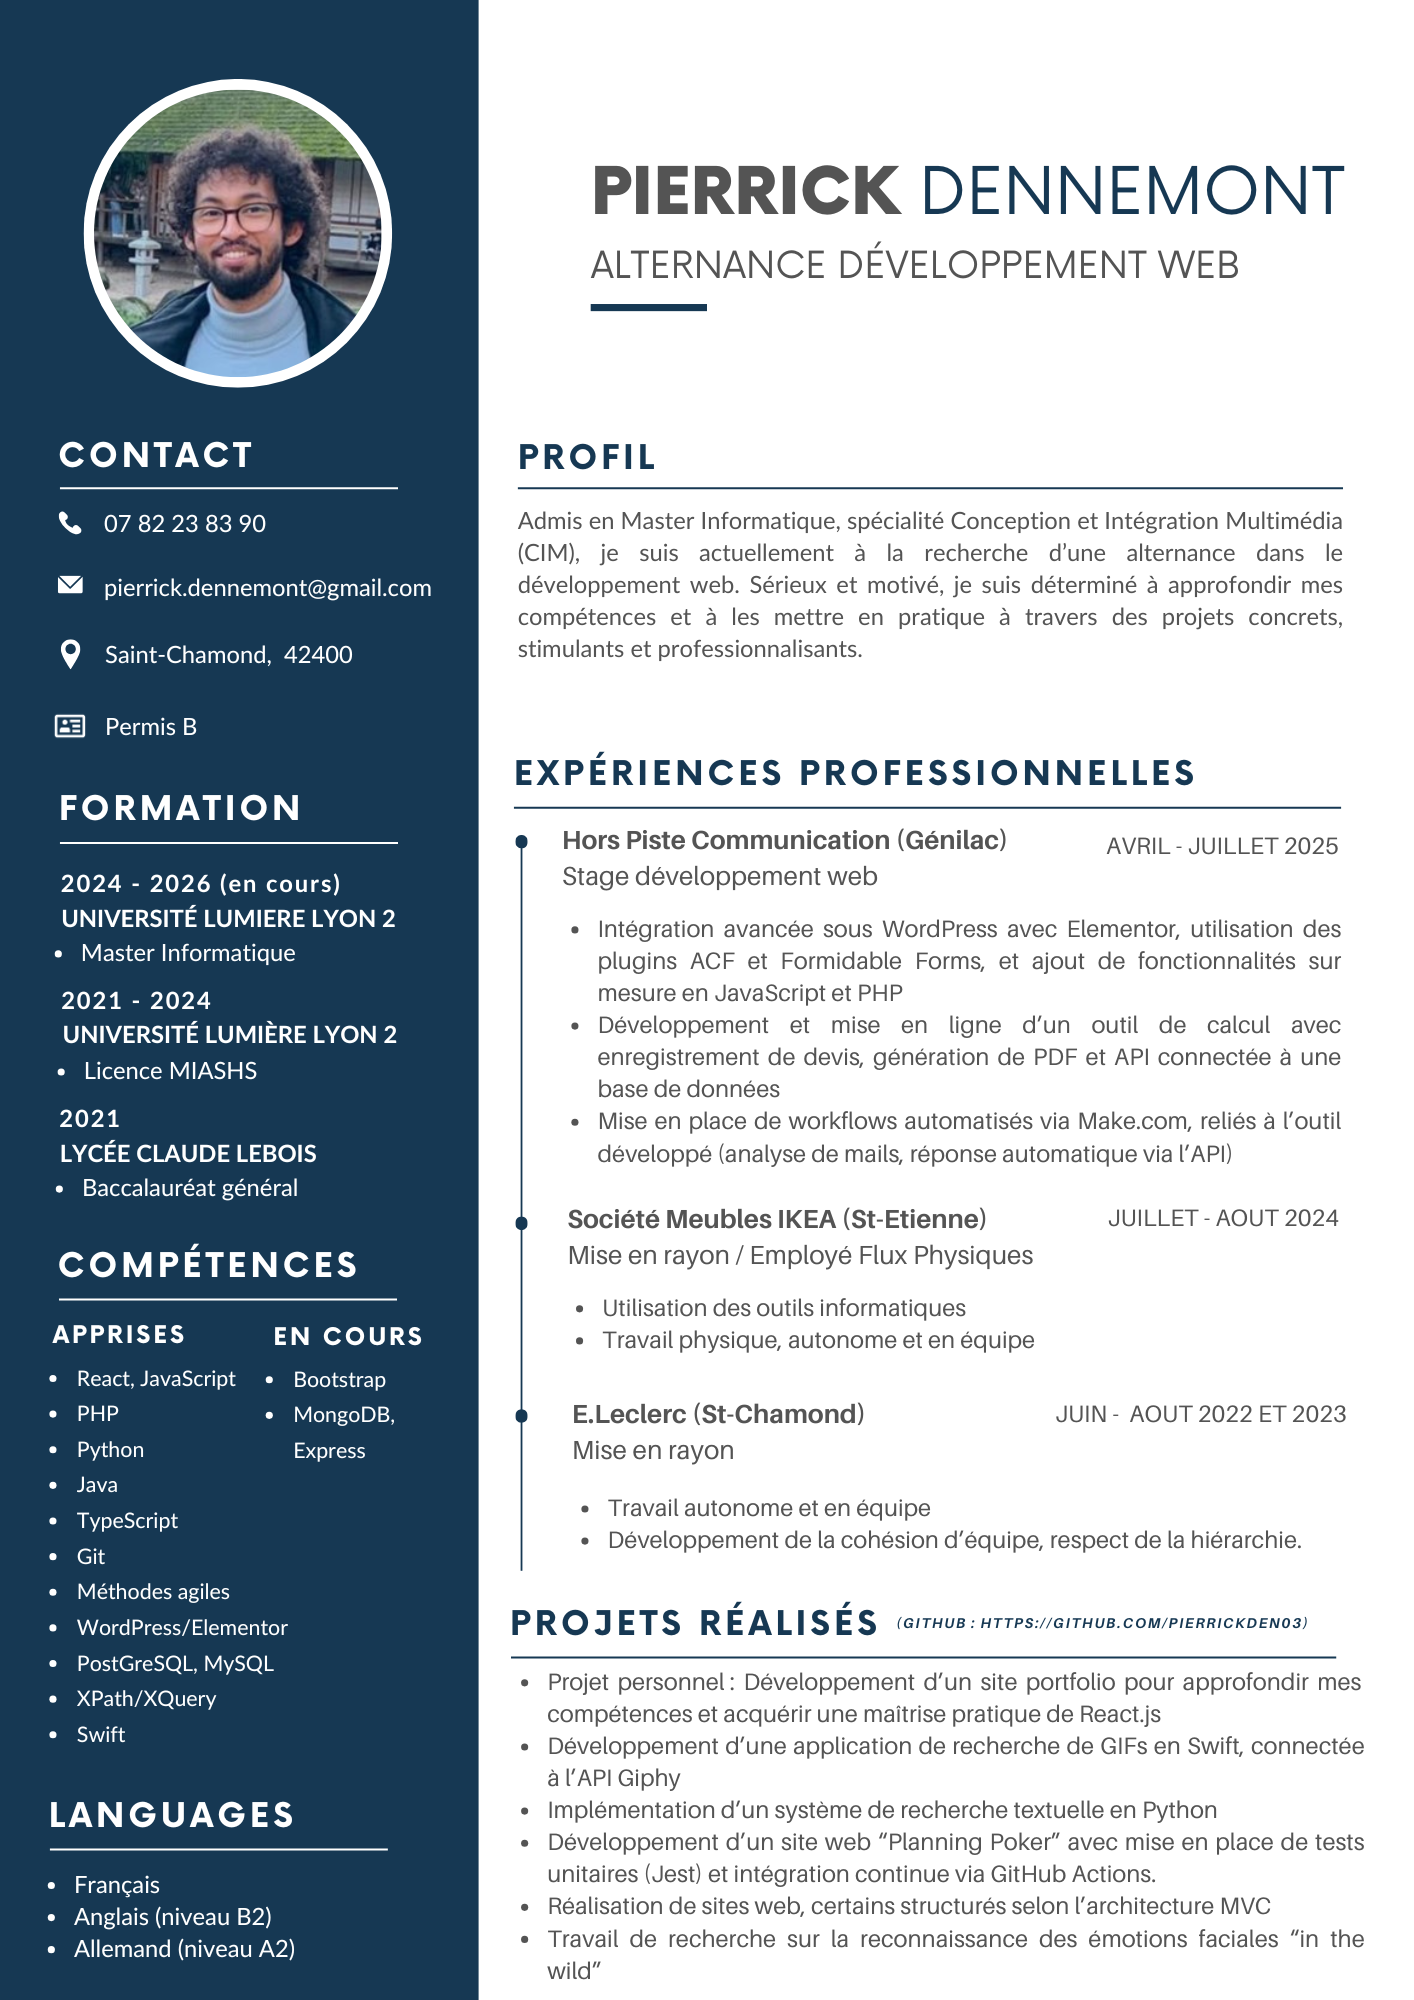 PIERRICK DENNEMONT
ALTERNANCE DÉVELOPPEMENT WEB
CONTACT
07 82 23 83 90
pierrick.dennemont@gmail.com
Saint-Chamond, 42400
Permis B
FORMATION
2024 - 2026 (en cours)
UNIVERSITÉ LUMIERE LYON 2
• Master Informatique
2021 - 2024
UNIVERSITÉ LUMIÈRE LYON 2
• Licence MIASHS
2021
LYCÉE CLAUDE LEBOIS
• Baccalauréat général
COMPÉTENCES
APPRISES
• React, JavaScript
• PHP
• Python
• Java
• TypeScript
• Git
• Méthodes agiles
• WordPress/Elementor
• PostGreSQL, MySQL
• XPath/XQuery
• Swift
EN COURS
• Bootstrap
• MongoDB,
Express
LANGUAGES
• Français
• Anglais (niveau B2)
• Allemand (niveau A2)
PROFIL
Admis en Master Informatique, spécialité Conception et Intégration Multimédia
(CIM), je suis actuellement à la recherche d’une alternance dans le
développement web. Sérieux et motivé, je suis déterminé à approfondir mes
compétences et à les mettre en pratique à travers des projets concrets,
stimulants et professionnalisants.
EXPÉRIENCES PROFESSIONNELLES
Hors Piste Communication (Génilac) AVRIL - JUILLET 2025
Stage développement web
• Intégration avancée sous WordPress avec Elementor, utilisation des
plugins ACF et Formidable Forms, et ajout de fonctionnalités sur
mesure en JavaScript et PHP
• Développement et mise en ligne d’un outil de calcul avec
enregistrement de devis, génération de PDF et API connectée à une
base de données
• Mise en place de workflows automatisés via Make.com, reliés à l’outil
développé (analyse de mails, réponse automatique via l’API)
Société Meubles IKEA (St-Etienne) JUILLET - AOUT 2024
Mise en rayon / Employé Flux Physiques
• Utilisation des outils informatiques
• Travail physique, autonome et en équipe
E.Leclerc (St-Chamond) JUIN - AOUT 2022 ET 2023
Mise en rayon
• Travail autonome et en équipe
• Développement de la cohésion d’équipe, respect de la hiérarchie.
PROJETS RÉALISÉS (GITHUB : HTTPS://GITHUB.COM/PIERRICKDEN03)
• Projet personnel : Développement d’un site portfolio pour approfondir mes
compétences et acquérir une maîtrise pratique de React.js
• Développement d’une application de recherche de GIFs en Swift, connectée
à l’API Giphy
• Implémentation d’un système de recherche textuelle en Python
• Développement d’un site web “Planning Poker” avec mise en place de tests
unitaires (Jest) et intégration continue via GitHub Actions.
• Réalisation de sites web, certains structurés selon l’architecture MVC
• Travail de recherche sur la reconnaissance des émotions faciales “in the
wild”